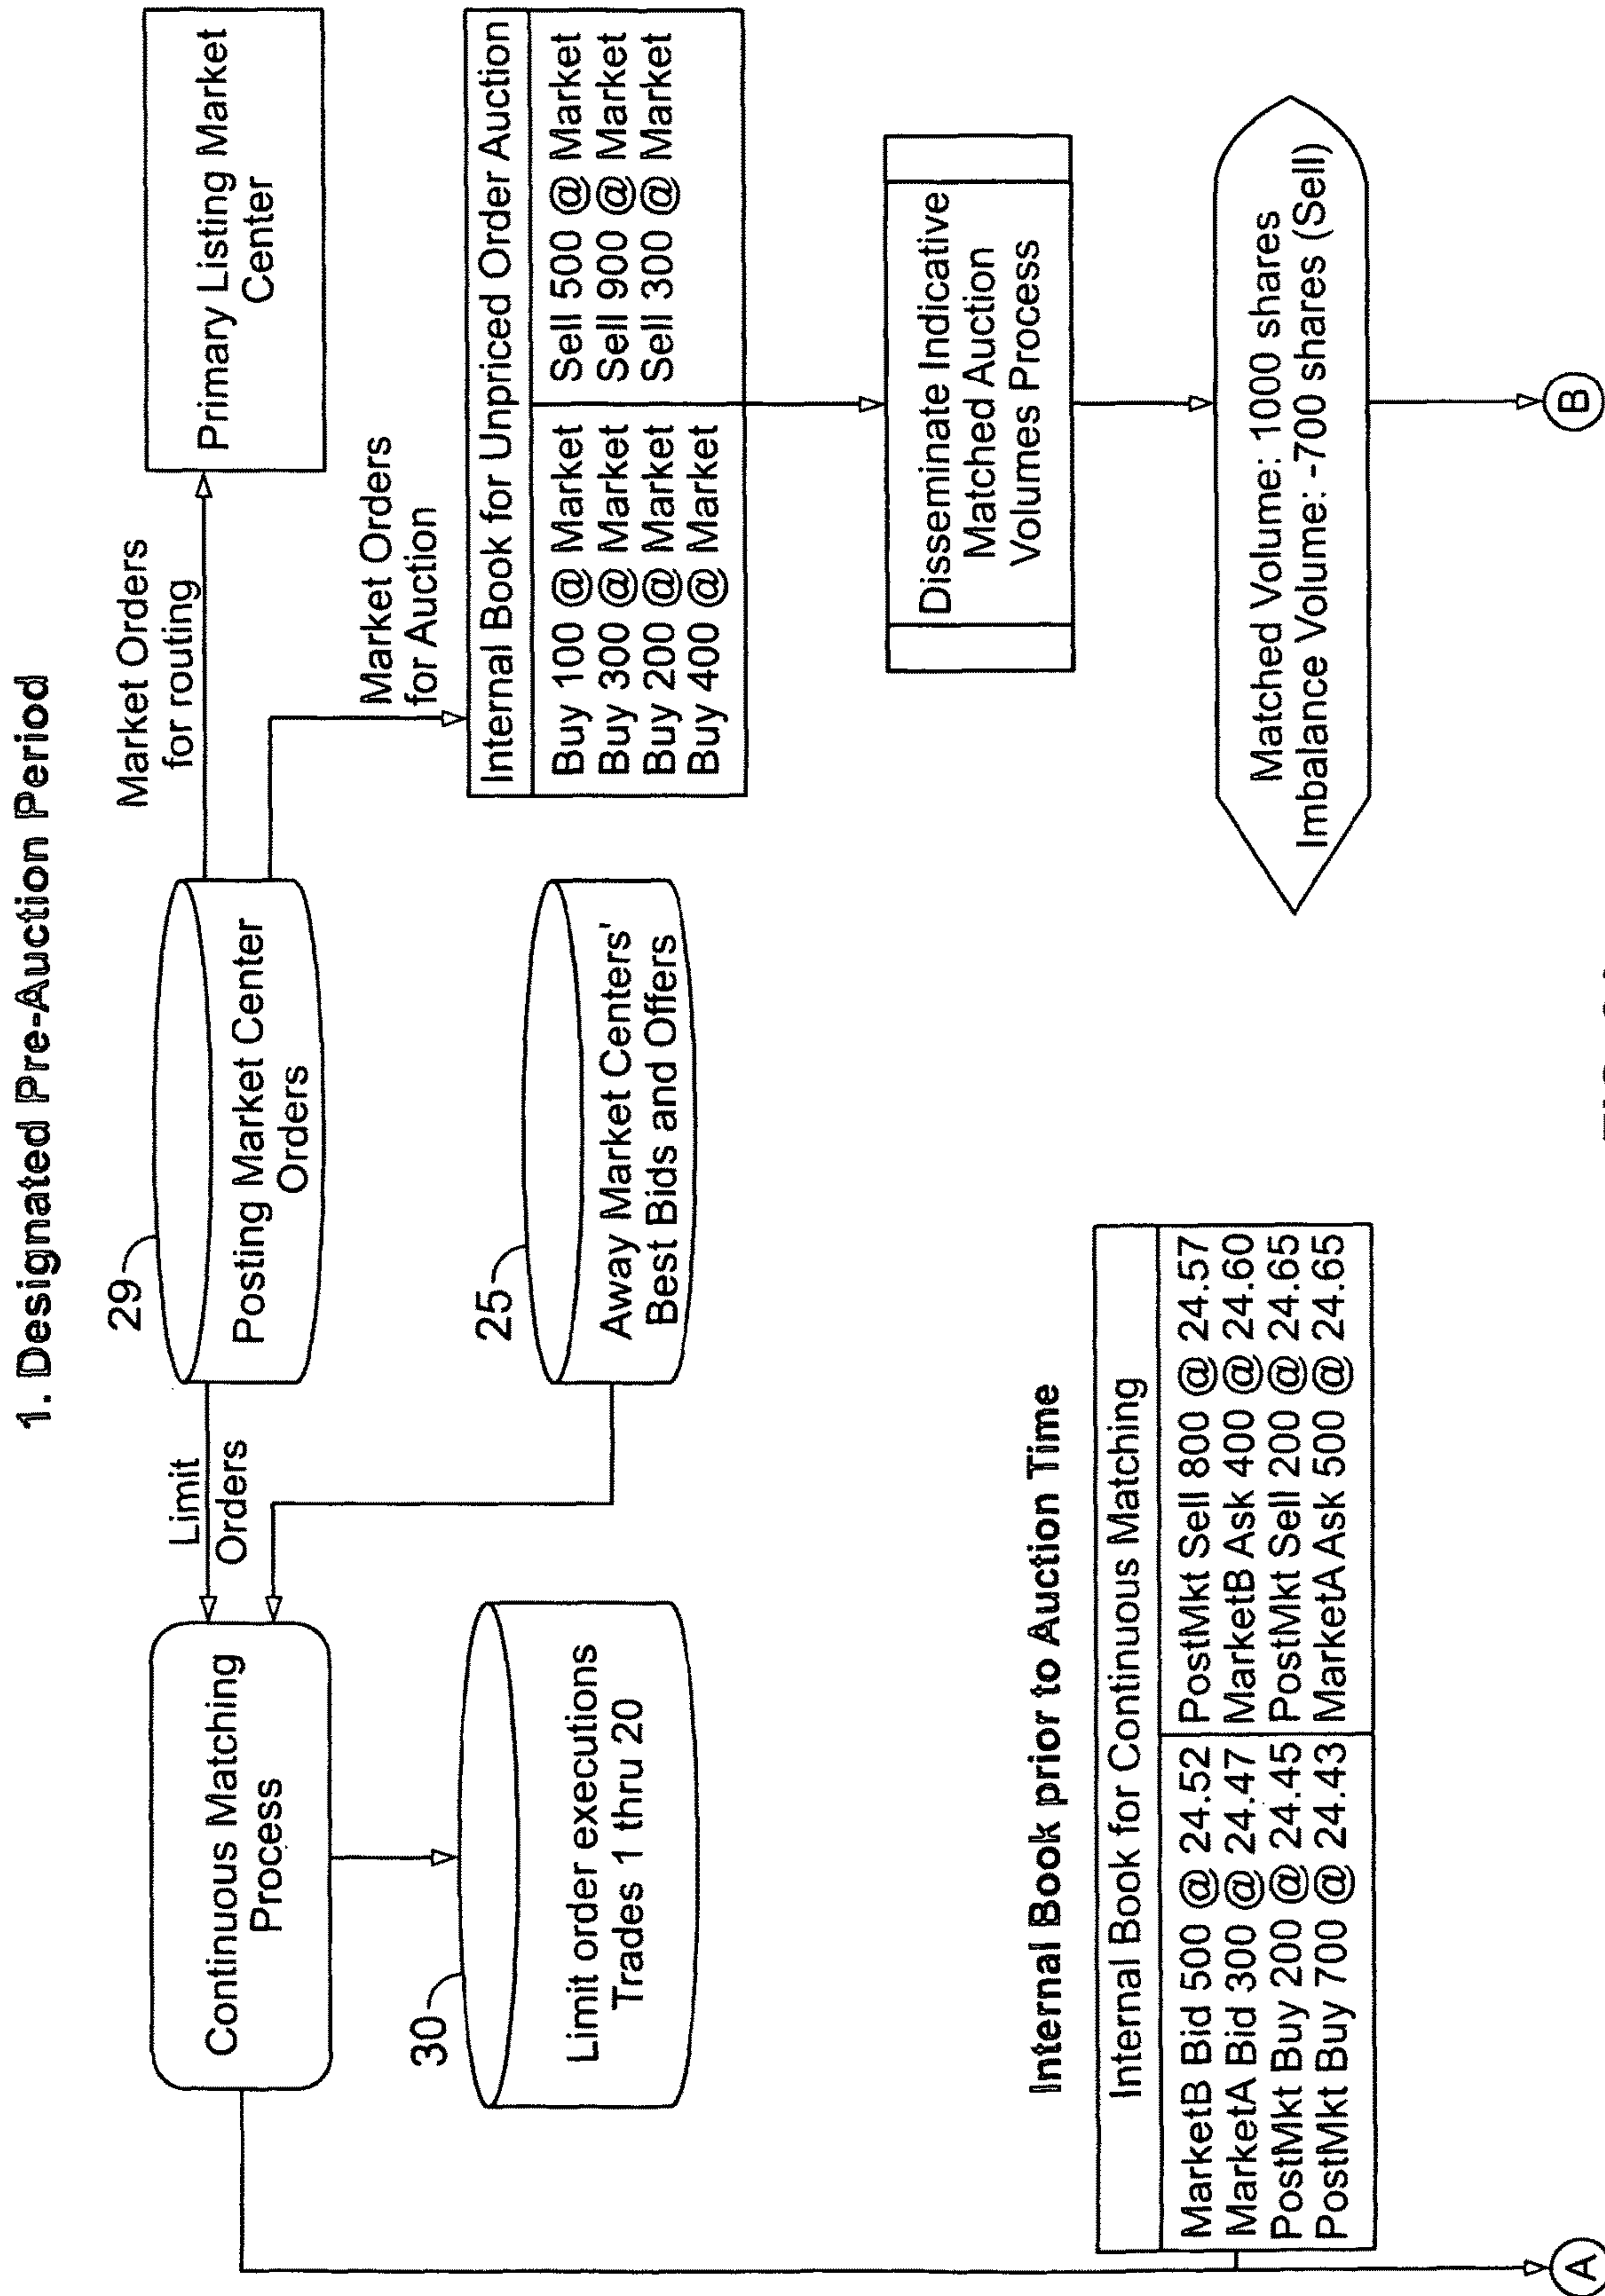 1. Designated Pre-Auction Period
29
Posting Market Center
Orders
Limit
Orders
Market Orders
for routing
Primary Listing Market
Center
Market Orders
for Auction
Continuous Matching
Process
25
Away Market Centers'
Best Bids and Offers
30
Limit order executions
Trades 1 thru 20
Internal Book for Unpriced Order Auction
Buy 100 @ Market Sell 500 @ Market
Buy 300 @ Market Sell 900 @ Market
Buy 200 @ Market Sell 300 @ Market
Buy 400 @ Market
Disseminate Indicative
Matched Auction
Volumes Process
Internal Book prior to Auction Time
Internal Book for Continuous Matching
MarketB Bid 500 @ 24.52 PostMkt Sell 800 @ 24.57
MarketA Bid 300 @ 24.47 MarketB Ask 400 @ 24.60
PostMkt Buy 200 @ 24.45 PostMkt Sell 200 @ 24.65
PostMkt Buy 700 @ 24.43 MarketA Ask 500 @ 24.65
Matched Volume: 1000 shares
Imbalance Volume: -700 shares (Sell)
A
B